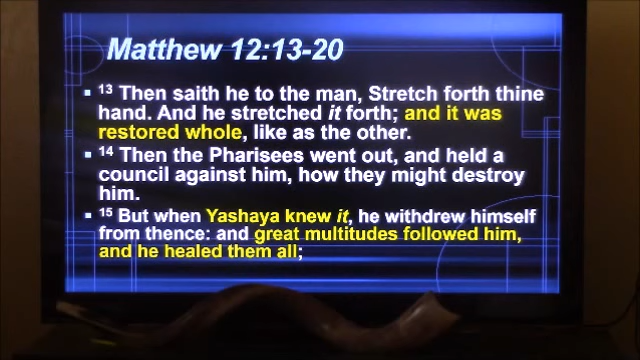 Matthew 12:13-20
13 Then saith he to the man, Stretch forth thine
hand. And he stretched it forth; and it was
restored whole, like as the other.
14 Then the Pharisees went out, and held a
council against him, how they might destroy
him.
15 But when Yashaya knew it, he withdrew himself
from thence: and great multitudes followed him,
and he healed them all;